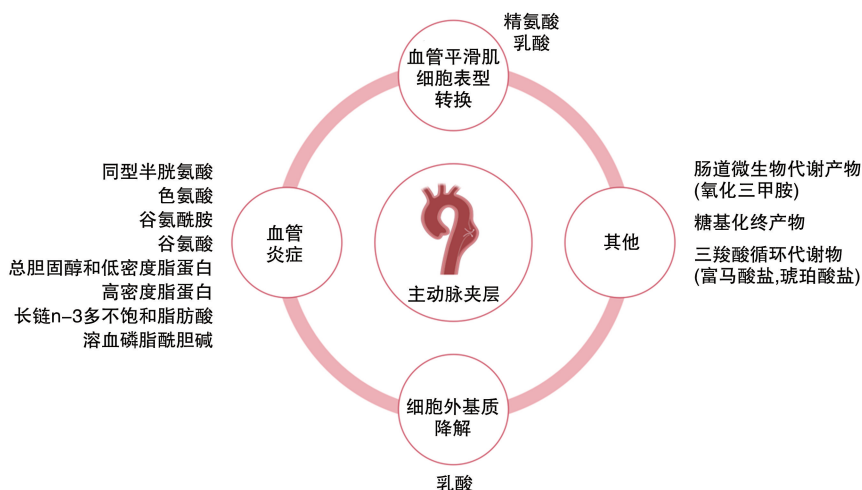 精氨酸
乳酸
血管平滑肌
细胞表型
转换
同型半胱氨酸
色氨酸
谷氨酰胺
谷氨酸
总胆固醇和低密度脂蛋白
高密度脂蛋白
长链n-3多不饱和脂肪酸
溶血磷脂酰胆碱
血管
炎症
主动脉夹层
其他
肠道微生物代谢产物
(氧化三甲胺)
糖基化终产物
三羧酸循环代谢物
(富马酸盐,琥珀酸盐)
细胞外基质
降解
乳酸